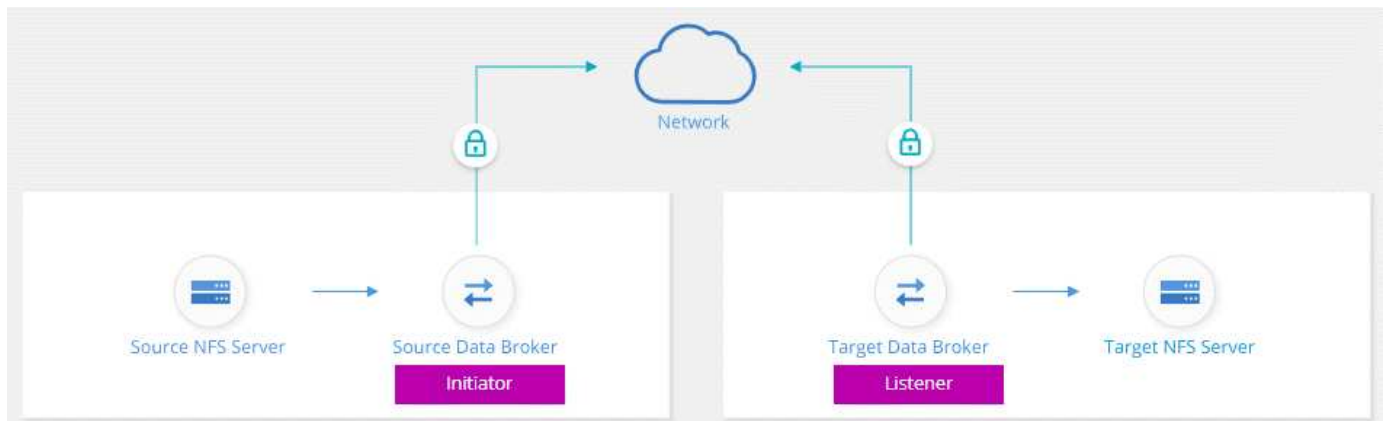 Network
Source NFS Server
Source Data Broker
Target Data Broker
Target NFS Server
Initiator
Listener